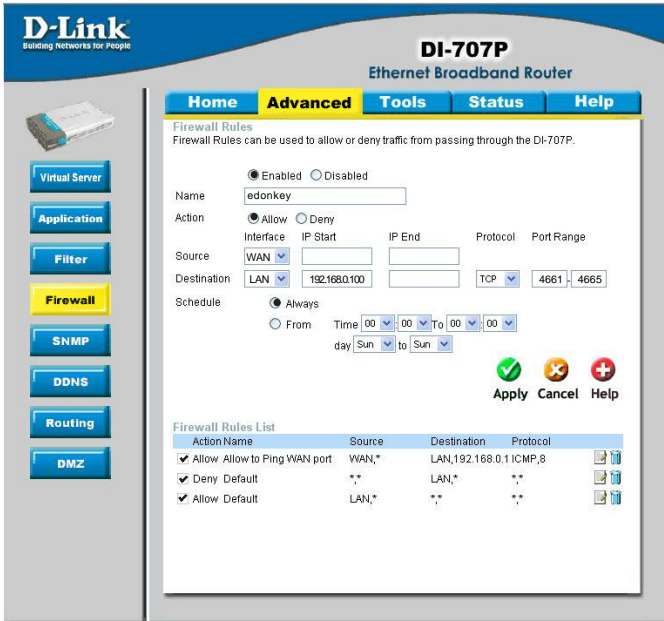 D-Link
Building Networks for People
DI-707P
Ethernet Broadband Router
Home Advanced Tools Status Help
Virtual Server
Application
Filter
Firewall
SNMP
DDNS
Routing
DMZ
Firewall Rules
Firewall Rules can be used to allow or deny traffic from passing through the DI-707P.
Enabled Disabled
Name edonkey
Action Allow Deny
Interface IP Start IP End Protocol Port Range
Source WAN
Destination LAN 192.168.0.100 TCP 4661 - 4665
Schedule Always
From Time 00 : 00 To 00 : 00
day Sun to Sun
Apply Cancel Help
Firewall Rules List
Action Name Source Destination Protocol
Allow Allow to Ping WAN port WAN,* LAN,192.168.0.1 ICMP,8
Deny Default *,* LAN,* *,*
Allow Default LAN,* *,* *,*